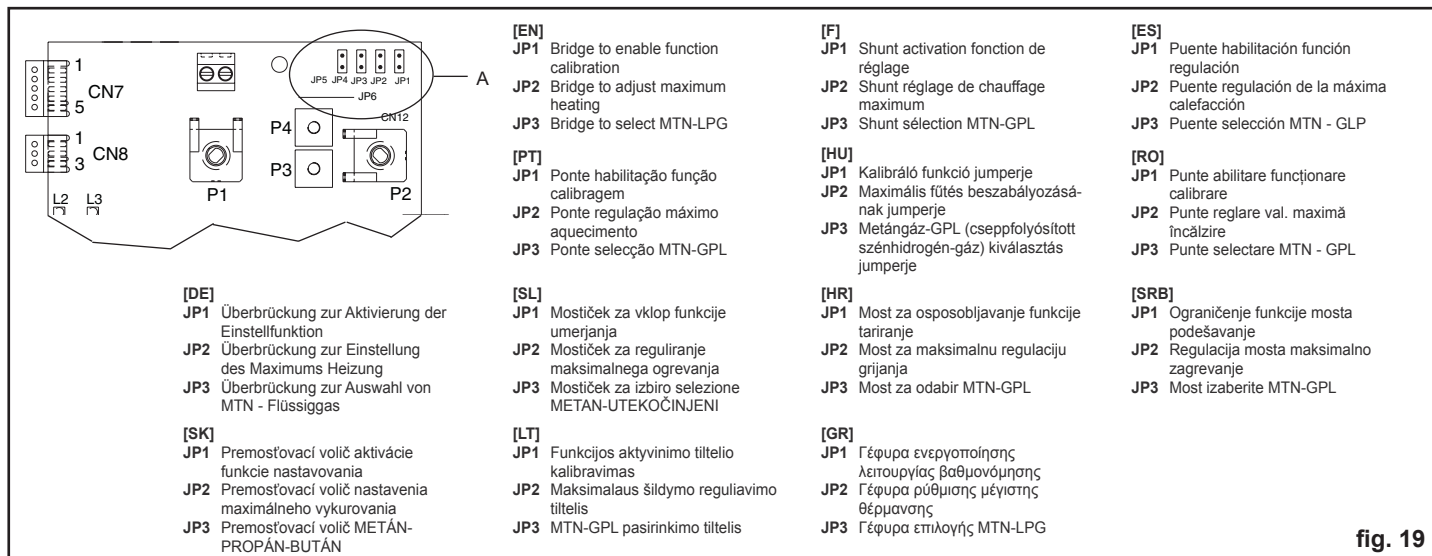 1
CN7
5
1
CN8
3
L2 L3
P1
P4
P3
P2
CN12
JP5 JP4 JP3 JP2 JP1
JP6
A
[EN]
JP1 Bridge to enable function
calibration
JP2 Bridge to adjust maximum
heating
JP3 Bridge to select MTN-LPG
[F]
JP1 Shunt activation fonction de
réglage
JP2 Shunt réglage de chauffage
maximum
JP3 Shunt sélection MTN-GPL
[ES]
JP1 Puente habilitación función
regulación
JP2 Puente regulación de la máxima
calefacción
JP3 Puente selección MTN - GLP
[PT]
JP1 Ponte habilitação função
calibragem
JP2 Ponte regulação máximo
aquecimento
JP3 Ponte selecção MTN-GPL
[HU]
JP1 Kalibráló funkció jumperje
JP2 Maximális fűtés beszabályozásá-
nak jumperje
JP3 Metángáz-GPL (cseppfolyósított
szénhidrogén-gáz) kiválasztás
jumperje
[RO]
JP1 Punte abilitare funcționare
calibrare
JP2 Punte reglare val. maximă
încălzire
JP3 Punte selectare MTN - GPL
[DE]
JP1 Überbrückung zur Aktivierung der
Einstellfunktion
JP2 Überbrückung zur Einstellung
des Maximums Heizung
JP3 Überbrückung zur Auswahl von
MTN - Flüssiggas
[SL]
JP1 Mostiček za vklop funkcije
umerjanja
JP2 Mostiček za reguliranje
maksimalnega ogrevanja
JP3 Mostiček za izbiro selezione
METAN-UTEKOČINJENI
[HR]
JP1 Most za osposobljavanje funkcije
tariranje
JP2 Most za maksimalnu regulaciju
grijanja
JP3 Most za odabir MTN-GPL
[SRB]
JP1 Ograničenje funkcije mosta
podešavanje
JP2 Regulacija mosta maksimalno
zagrevanje
JP3 Most izaberite MTN-GPL
[SK]
JP1 Premosťovací volič aktivácie
funkcie nastavovania
JP2 Premosťovací volič nastavenia
maximálneho vykurovania
JP3 Premosťovací volič METÁN-
PROPÁN-BUTÁN
[LT]
JP1 Funkcijos aktyvinimo tiltelio
kalibravimas
JP2 Maksimalaus šildymo reguliavimo
tiltelis
JP3 MTN-GPL pasirinkimo tiltelis
[GR]
JP1 Γέφυρα ενεργοποίησης
λειτουργίας βαθμονόμησης
JP2 Γέφυρα ρύθμισης μέγιστης
θέρμανσης
JP3 Γέφυρα επιλογής MTN-LPG
fig. 19